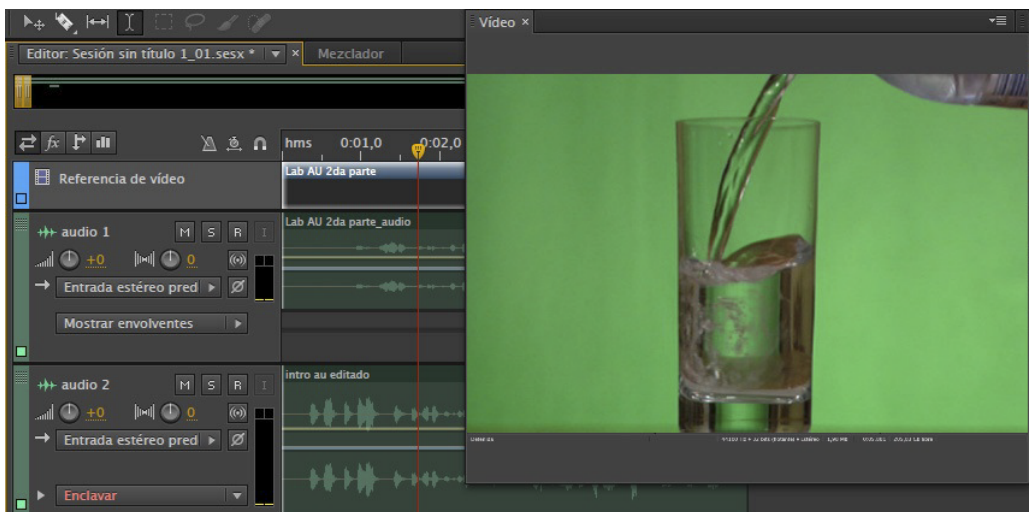 Vídeo ×
Editor: Sesión sin título 1_01.sesx *
Mezclador
hms 0:01,0 0:02,0
Referencia de vídeo
Lab AU 2da parte
audio 1 M S R I
Lab AU 2da parte_audio
+0 0
Entrada estéreo pred
Mostrar envolventes
audio 2 M S R I
intro au editado
+0 0
Entrada estéreo pred
Enclavar